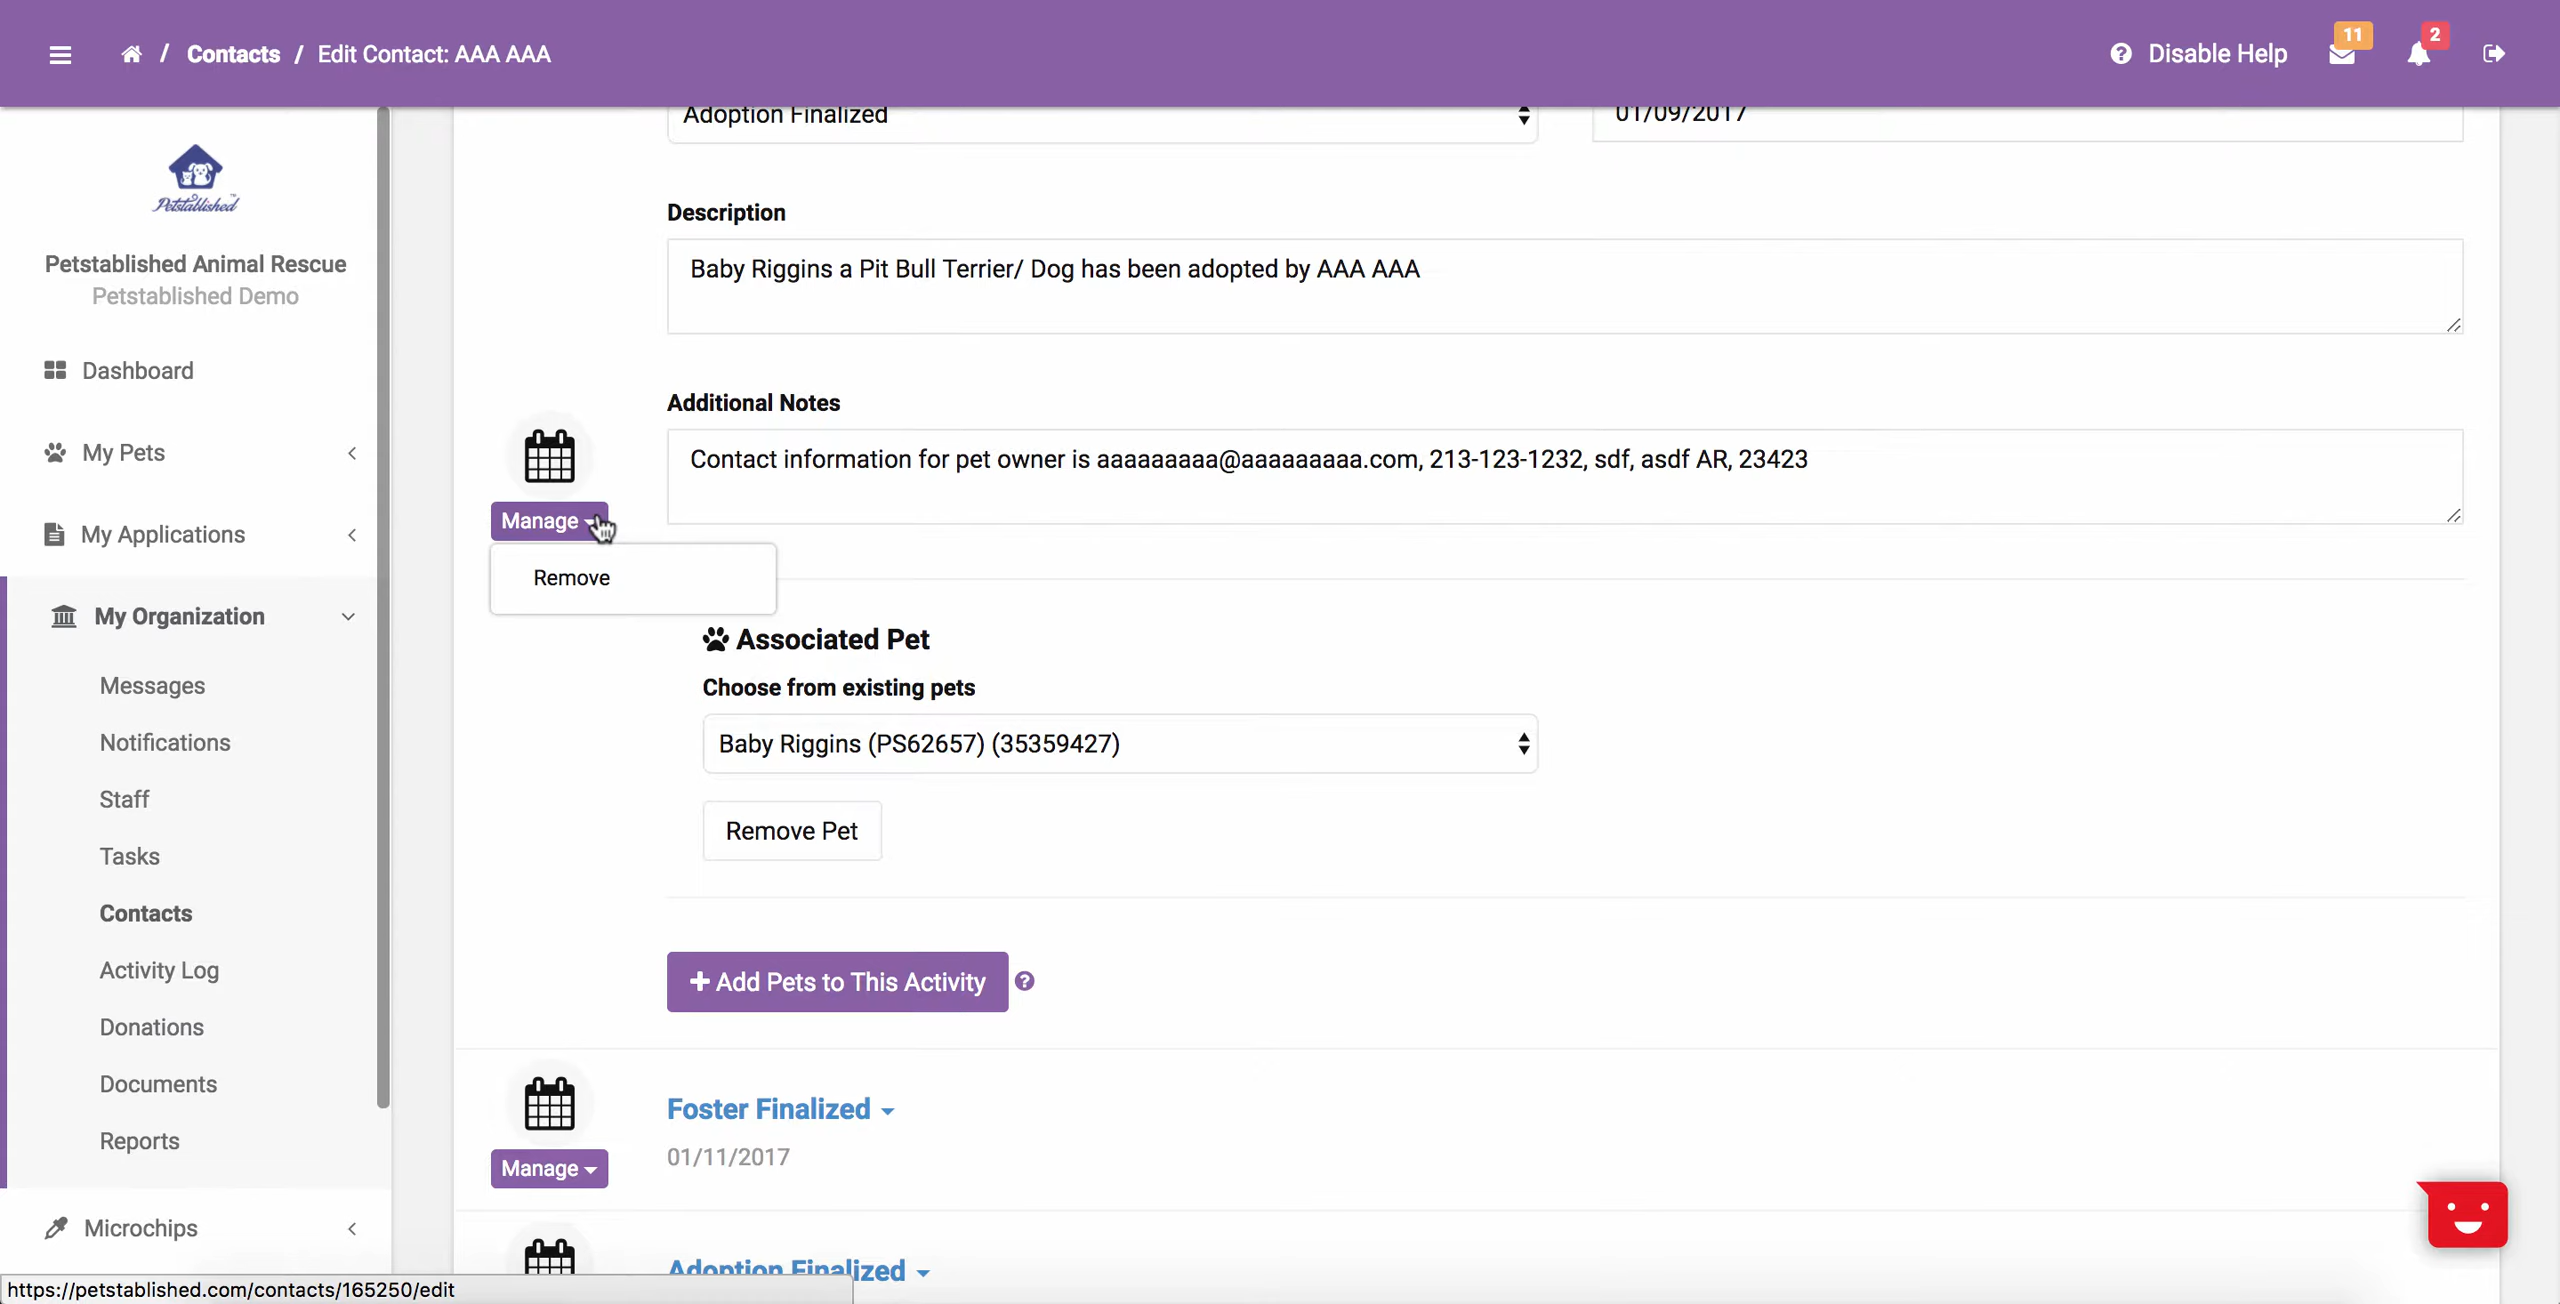 Contacts / Edit Contact: AAA AAA
Disable Help
11
2
Petstablished
Petstablished Animal Rescue
Petstablished Demo
Dashboard
My Pets
My Applications
My Organization
Messages
Notifications
Staff
Tasks
Contacts
Activity Log
Donations
Documents
Reports
Microchips
Adoption Finalized
01/09/2017
Description
Baby Riggins a Pit Bull Terrier/ Dog has been adopted by AAA AAA
Additional Notes
Contact information for pet owner is aaaaaaaaa@aaaaaaaaa.com, 213-123-1232, sdf, asdf AR, 23423
Manage
Remove
Associated Pet
Choose from existing pets
Baby Riggins (PS62657) (35359427)
Remove Pet
+ Add Pets to This Activity
Foster Finalized
01/11/2017
Manage
Adoption Finalized
https://petstablished.com/contacts/165250/edit